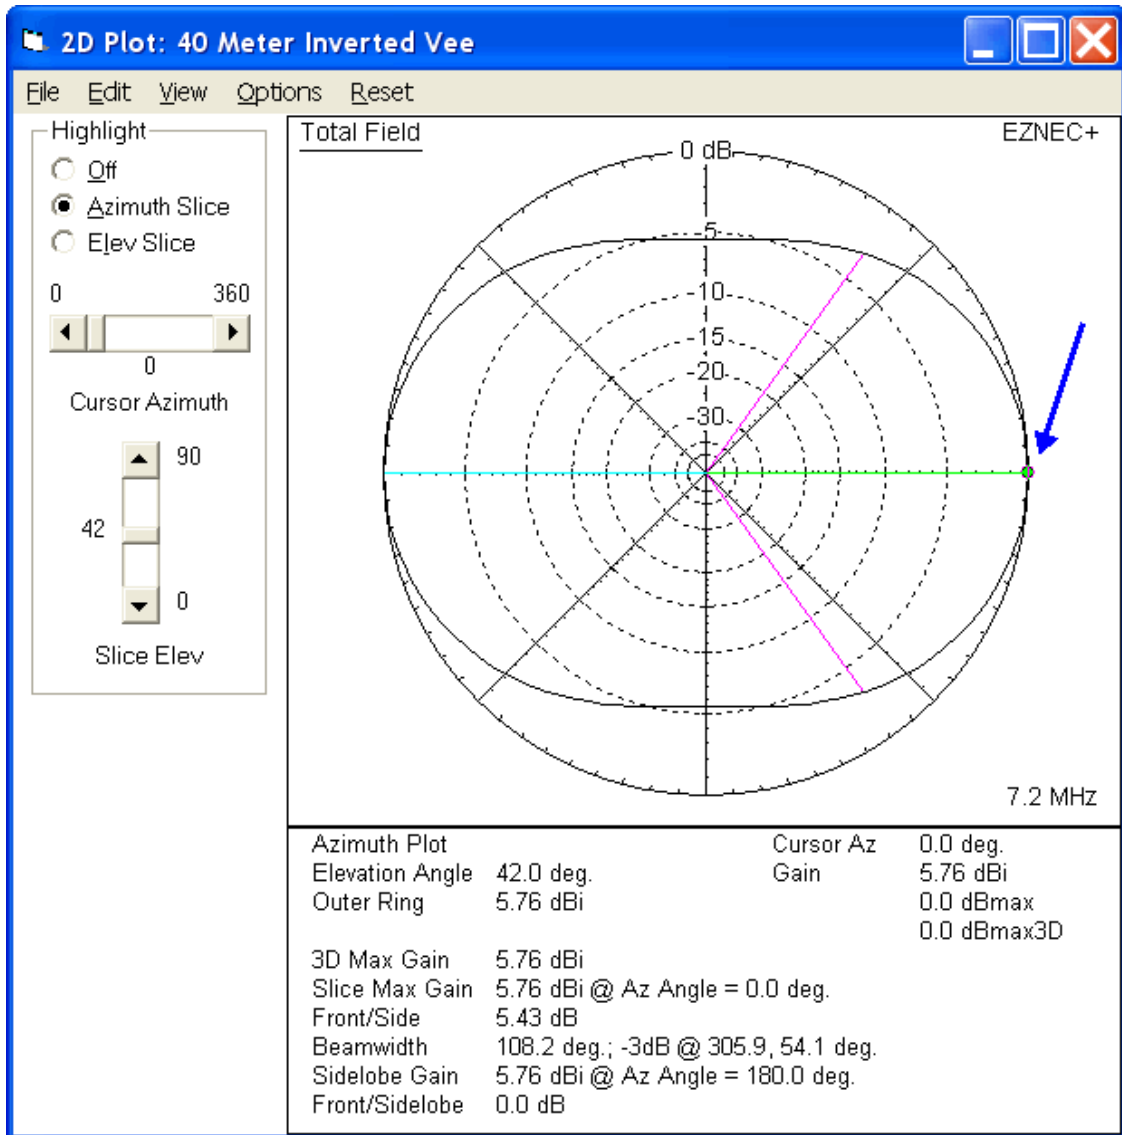 2D Plot: 40 Meter Inverted Vee
File Edit View Options Reset
Highlight
Off
Azimuth Slice
Elev Slice
0 360
0
Cursor Azimuth
90
42
0
Slice Elev
Total Field
EZNEC+
0 dB
-5
-10
-15
-20
-30
7.2 MHz
Azimuth Plot Cursor Az 0.0 deg.
Elevation Angle 42.0 deg. Gain 5.76 dBi
Outer Ring 5.76 dBi 0.0 dBmax
0.0 dBmax3D
3D Max Gain 5.76 dBi
Slice Max Gain 5.76 dBi @ Az Angle = 0.0 deg.
Front/Side 5.43 dB
Beamwidth 108.2 deg.; -3dB @ 305.9, 54.1 deg.
Sidelobe Gain 5.76 dBi @ Az Angle = 180.0 deg.
Front/Sidelobe 0.0 dB